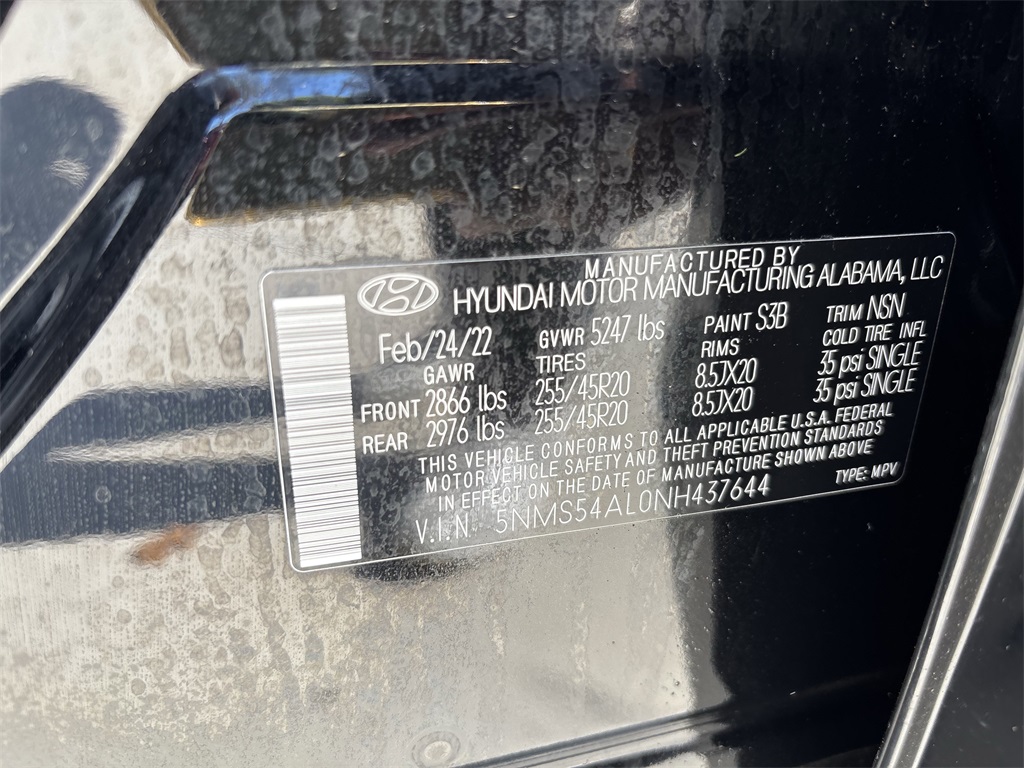 MANUFACTURED BY
HYUNDAI MOTOR MANUFACTURING ALABAMA, LLC
Feb/24/22 GVWR 5247 lbs PAINT S3B TRIM NSN
GAWR TIRES RIMS COLD TIRE INFL
FRONT 2866 lbs 255/45R20 8.5JX20 35 psi SINGLE
REAR 2976 lbs 255/45R20 8.5JX20 35 psi SINGLE
THIS VEHICLE CONFORMS TO ALL APPLICABLE U.S.A. FEDERAL
MOTOR VEHICLE SAFETY AND THEFT PREVENTION STANDARDS
IN EFFECT ON THE DATE OF MANUFACTURE SHOWN ABOVE
V.I.N. 5NMS54AL0NH437644 TYPE: MPV